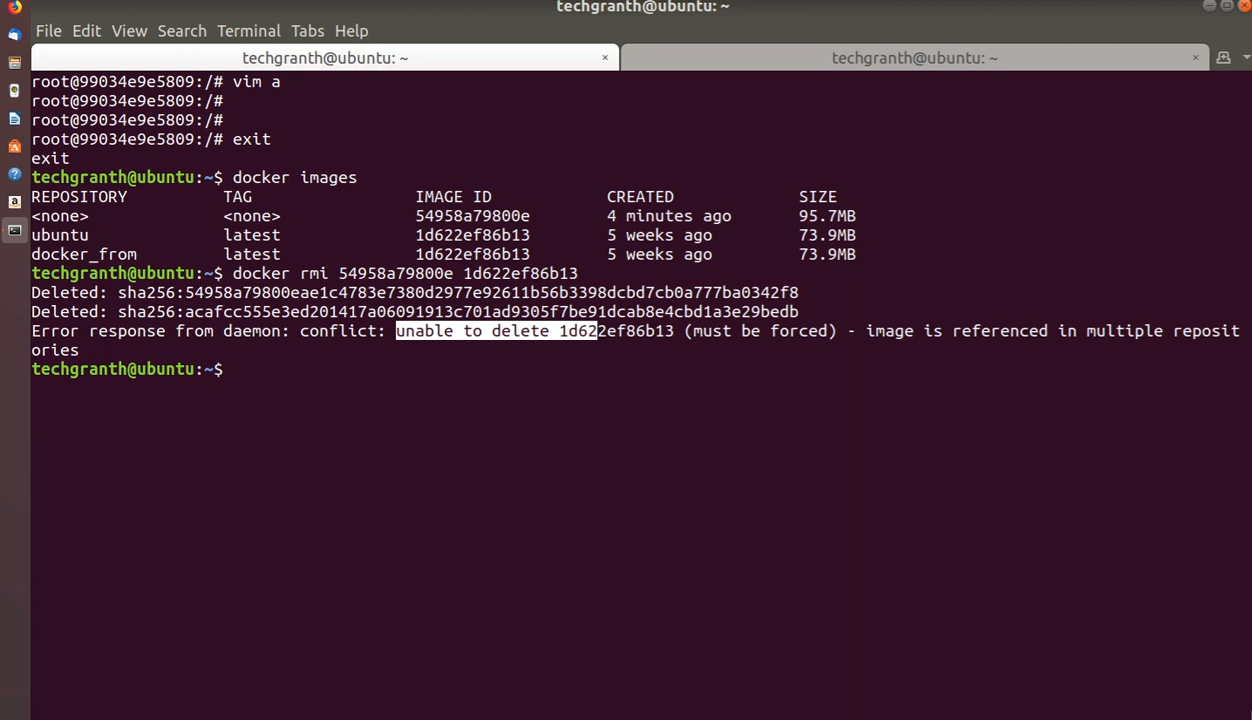 techgranth@ubuntu: ~
File Edit View Search Terminal Tabs Help
techgranth@ubuntu: ~ × techgranth@ubuntu: ~ ×
root@99034e9e5809:/# vim a
root@99034e9e5809:/#
root@99034e9e5809:/#
root@99034e9e5809:/# exit
exit
techgranth@ubuntu:~$ docker images
REPOSITORY TAG IMAGE ID CREATED SIZE
<none> <none> 54958a79800e 4 minutes ago 95.7MB
ubuntu latest 1d622ef86b13 5 weeks ago 73.9MB
docker_from latest 1d622ef86b13 5 weeks ago 73.9MB
techgranth@ubuntu:~$ docker rmi 54958a79800e 1d622ef86b13
Deleted: sha256:54958a79800eae1c4783e7380d2977e92611b56b3398dcbd7cb0a777ba0342f8
Deleted: sha256:acafcc555e3ed201417a06091913c701ad9305f7be91dcab8e4cbd1a3e29bedb
Error response from daemon: conflict: unable to delete 1d622ef86b13 (must be forced) - image is referenced in multiple reposit
ories
techgranth@ubuntu:~$